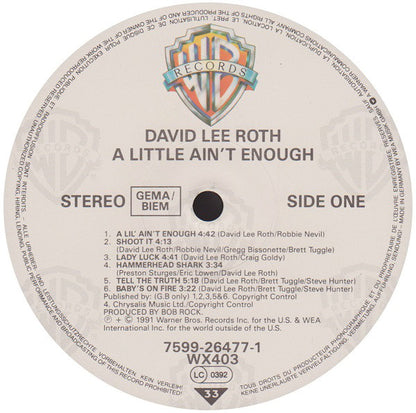 WB
RECORDS
DAVID LEE ROTH
A LITTLE AIN'T ENOUGH
STEREO
GEMA/
BIEM
SIDE ONE
1. A LIL' AIN'T ENOUGH 4:42 (David Lee Roth/Robbie Nevil)
2. SHOOT IT 4:13
(David Lee Roth/Robbie Nevil/Gregg Bissonette/Brett Tuggle)
3. LADY LUCK 4:41 (David Lee Roth/Craig Goldy)
4. HAMMERHEAD SHARK 3:34
(Preston Sturges/Eric Lowen/David Lee Roth)
5. TELL THE TRUTH 5:18 (David Lee Roth/Brett Tuggle/Steve Hunter)
6. BABY'S ON FIRE 3:22 (David Lee Roth/Brett Tuggle/Steve Hunter)
Published by: (G.B only) 1,2,3,5&6. Copyright Control
4. Chrysalis Music Ltd./Copyright Control
PRODUCED BY BOB ROCK.
℗ + © 1991 Warner Bros. Records Inc. for the U.S. & WEA
International Inc. for the world outside of the U.S.
7599-26477-1
WX403
LC 0392
33